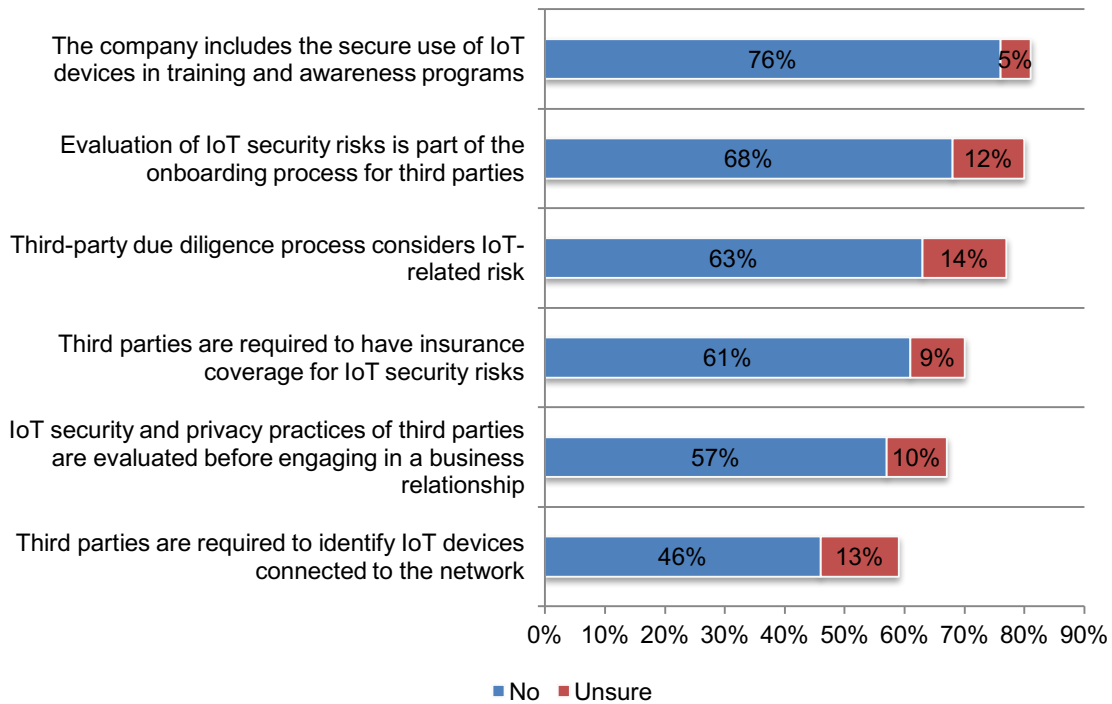 The company includes the secure use of IoT
devices in training and awareness programs
76%
5%
Evaluation of IoT security risks is part of the
onboarding process for third parties
68%
12%
Third-party due diligence process considers IoT-
related risk
63%
14%
Third parties are required to have insurance
coverage for IoT security risks
61%
9%
IoT security and privacy practices of third parties
are evaluated before engaging in a business
relationship
57%
10%
Third parties are required to identify IoT devices
connected to the network
46%
13%
0% 10% 20% 30% 40% 50% 60% 70% 80% 90%
No Unsure